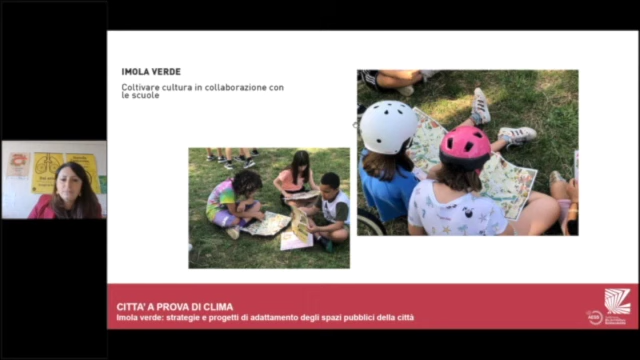 IMOLA VERDE
Coltivare cultura in collaborazione con
le scuole
CITTA' A PROVA DI CLIMA
Imola verde: strategie e progetti di adattamento degli spazi pubblici della città